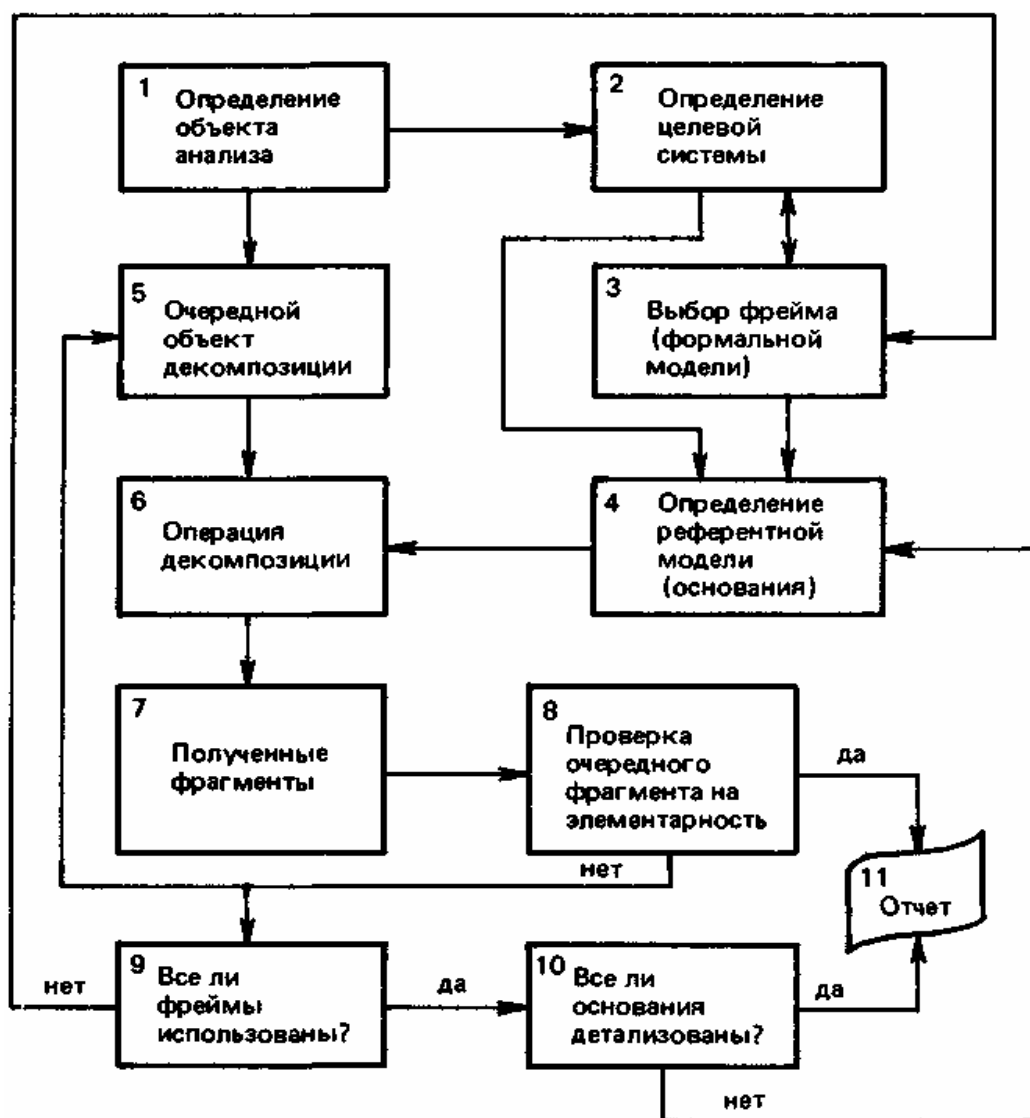 1
Определение
объекта
анализа
2
Определение
целевой
системы
5
Очередной
объект
декомпозиции
3
Выбор фрейма
(формальной
модели)
6
Операция
декомпозиции
4
Определение
референтной
модели
(основания)
7
Полученные
фрагменты
8
Проверка
очередного
фрагмента на
элементарность
да
нет
11
Отчет
нет
9
Все ли
фреймы
использованы?
да
10
Все ли
основания
детализованы?
да
нет